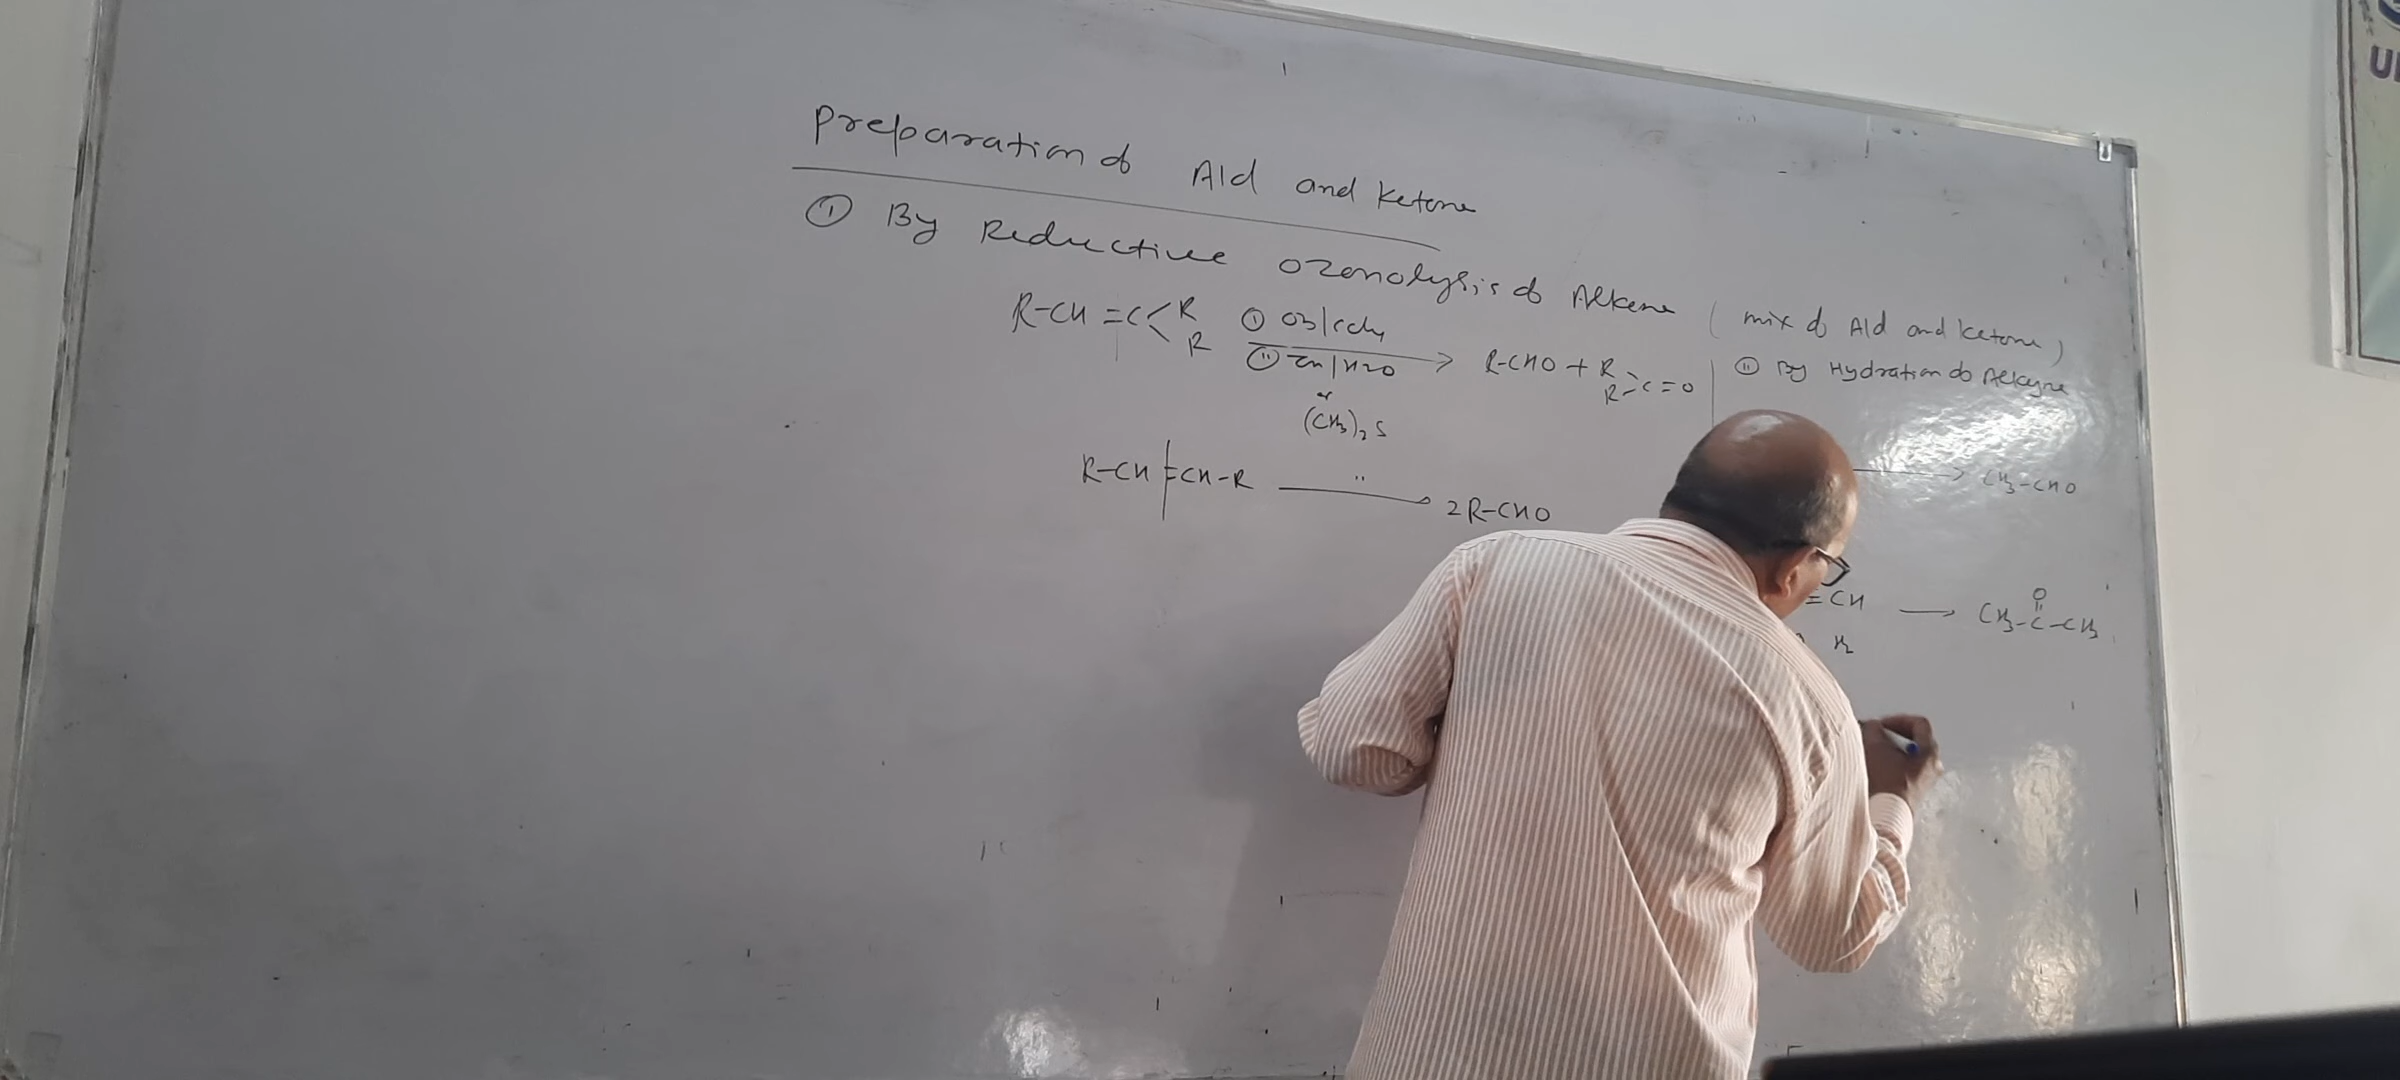 Preparation of Ald and Ketone
① By Reductive ozonolysis of Alkene ( mix of Ald and Ketone )
R-CH=C<R R ① O3/CCl4 ⑪ Zn/H2O or (CH3)2S → R-CHO + R R>C=O
R-CH=CH-R " → 2R-CHO
⑪ By Hydration of Alkyne
→ CH3-CHO
≡CH → CH3-C-CH3
O
H